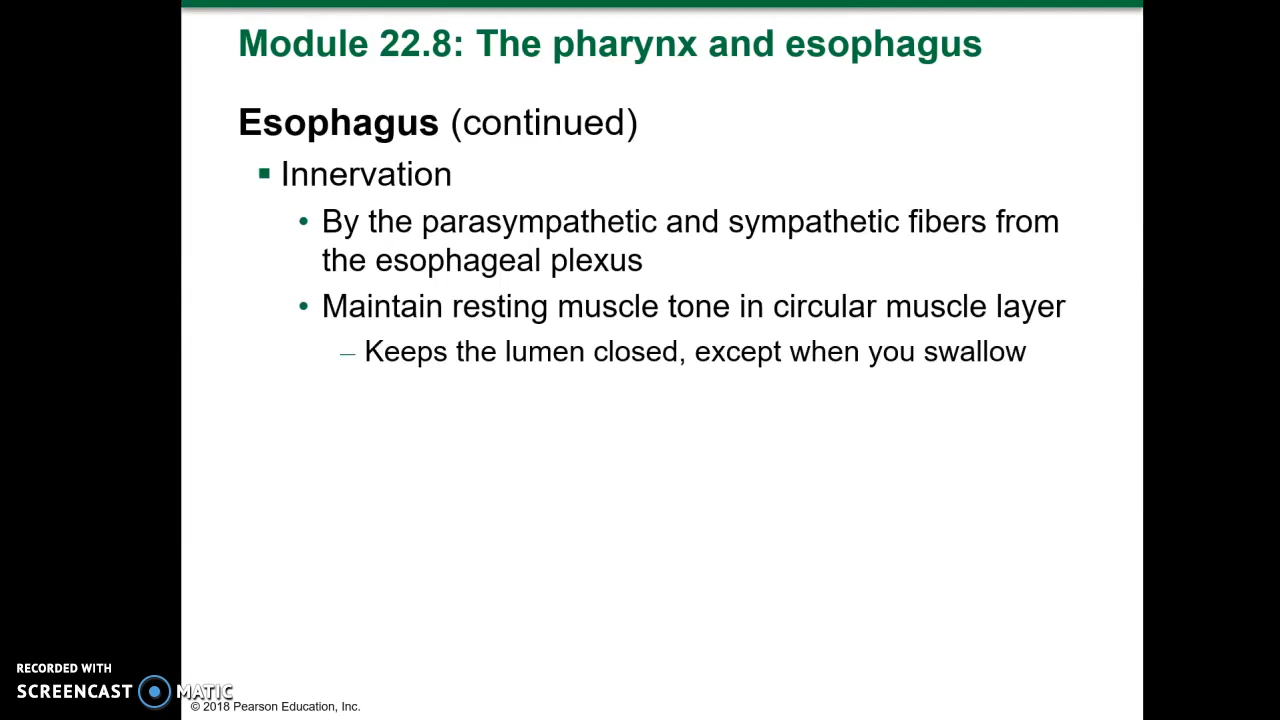 Module 22.8: The pharynx and esophagus
Esophagus (continued)
▪ Innervation
• By the parasympathetic and sympathetic fibers from
the esophageal plexus
• Maintain resting muscle tone in circular muscle layer
– Keeps the lumen closed, except when you swallow
RECORDED WITH
SCREENCAST MATIC
© 2018 Pearson Education, Inc.